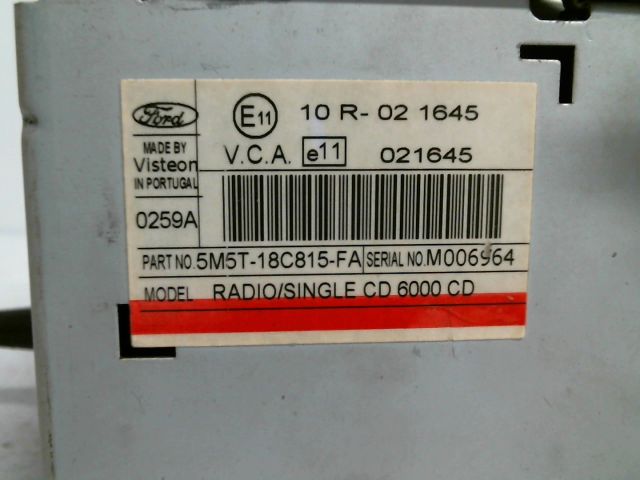 Ford
E11 10 R- 02 1645
MADE BY
Visteon
IN PORTUGAL
V.C.A. e11 021645
0259A
PART NO. 5M5T-18C815-FA SERIAL NO. M006964
MODEL RADIO/SINGLE CD 6000 CD